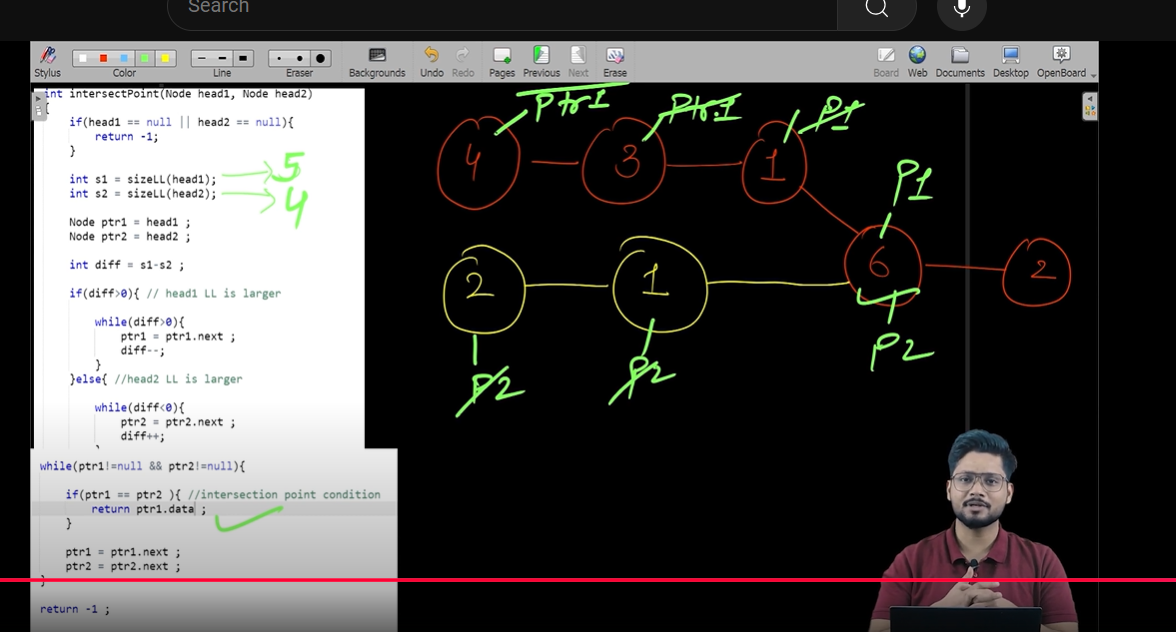 Search
Stylus
Color
Line
Eraser
Backgrounds
Undo
Redo
Pages
Previous
Next
Erase
Board
Web
Documents
Desktop
OpenBoard
int intersectPoint(Node head1, Node head2)
{
if(head1 == null || head2 == null){
return -1;
}
int s1 = sizeLL(head1);
int s2 = sizeLL(head2);
Node ptr1 = head1 ;
Node ptr2 = head2 ;
int diff = s1-s2 ;
if(diff>0){ // head1 LL is larger
while(diff>0){
ptr1 = ptr1.next ;
diff--;
}
}else{ //head2 LL is larger
while(diff<0){
ptr2 = ptr2.next ;
diff++;
while(ptr1!=null && ptr2!=null){
if(ptr1 == ptr2 ){ //intersection point condition
return ptr1.data ;
}
ptr1 = ptr1.next ;
ptr2 = ptr2.next ;
}
return -1 ;
5
4
Ptr1
Ptr1
P1
4
3
1
P1
6
2
2
1
P2
P2
P2